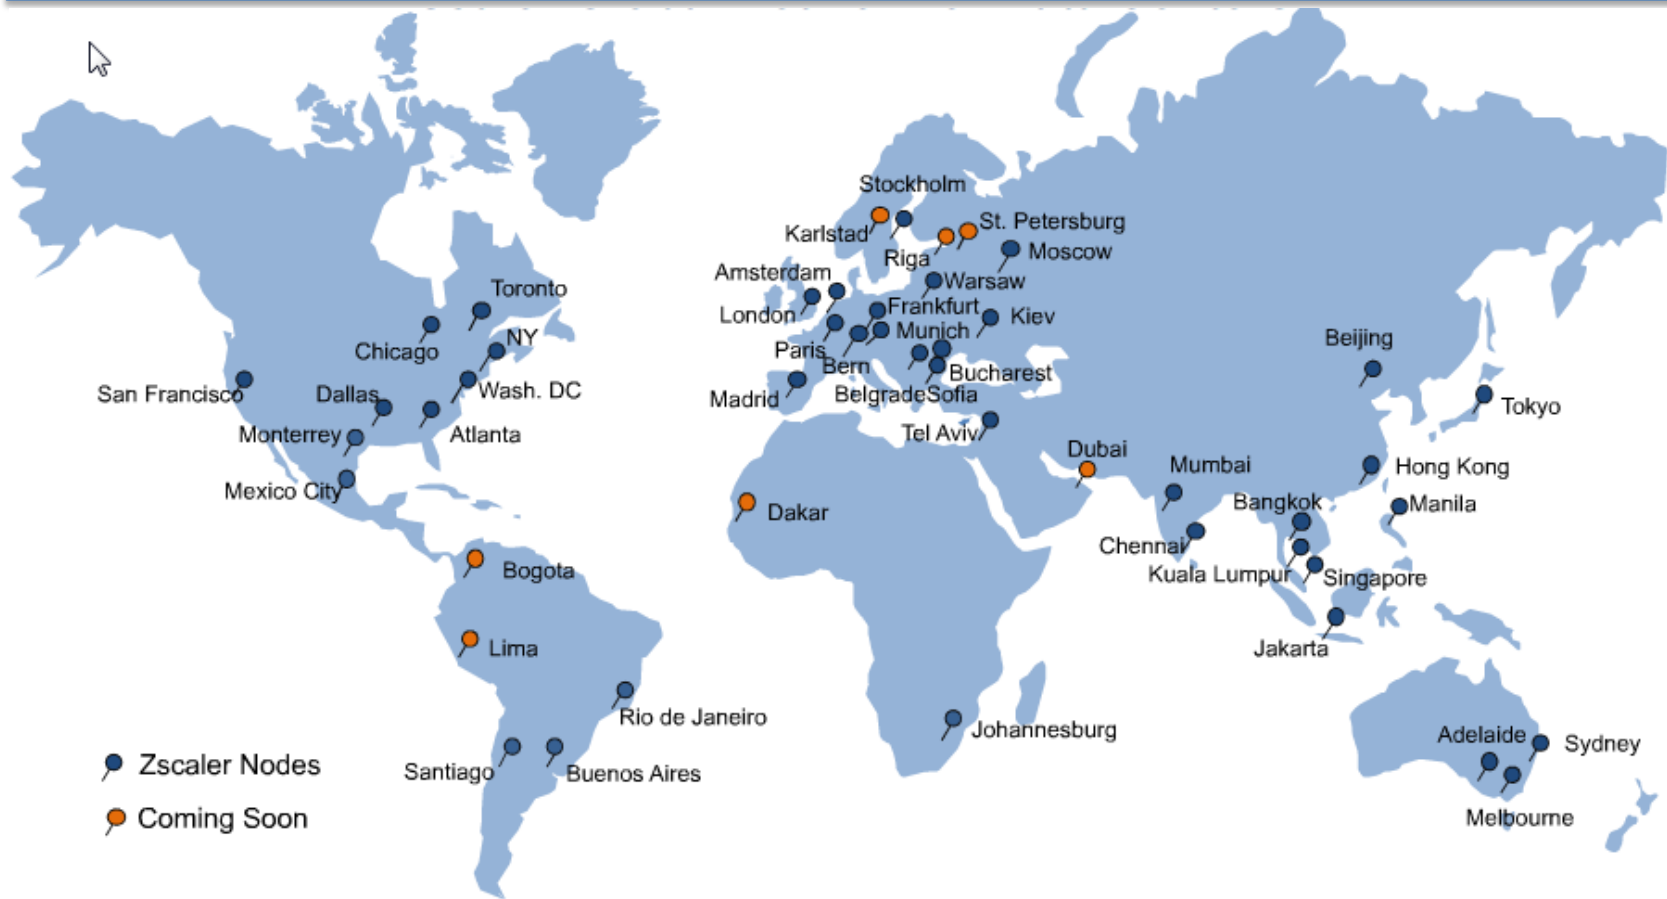 Stockholm
St. Petersburg
Karlstad
Moscow
Riga
Amsterdam
Warsaw
Toronto
Frankfurt
London
Kiev
NY
Munich
Beijing
Chicago
Paris
Bern
Bucharest
San Francisco
Dallas
Wash. DC
Madrid
BelgradeSofia
Tokyo
Monterrey
Atlanta
Tel Aviv
Dubai
Mumbai
Hong Kong
Mexico City
Bangkok
Manila
Dakar
Chennai
Bogota
Kuala Lumpur
Singapore
Lima
Jakarta
Rio de Janeiro
Johannesburg
Adelaide
Sydney
Zscaler Nodes
Santiago
Buenos Aires
Coming Soon
Melbourne